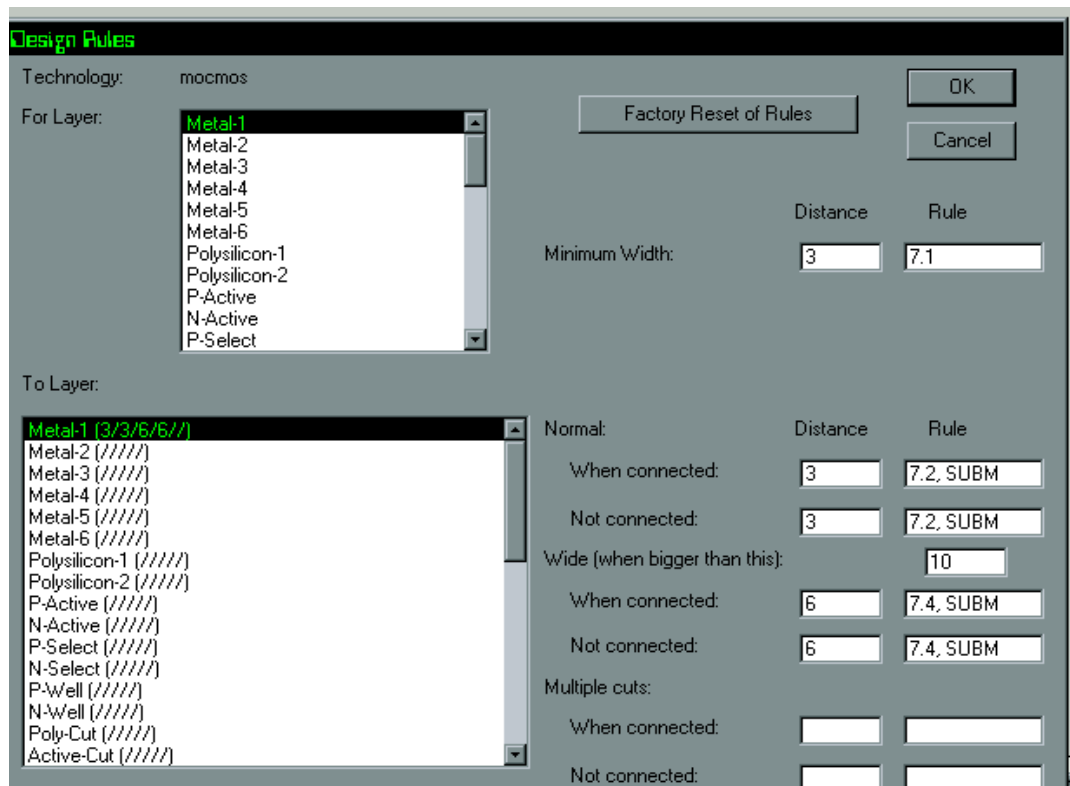 Design Rules
Technology: mocmos
OK
For Layer:
Factory Reset of Rules
Cancel
Metal-1
Metal-2
Metal-3
Metal-4
Metal-5
Metal-6
Polysilicon-1
Polysilicon-2
P-Active
N-Active
P-Select
Distance Rule
Minimum Width: 3 7.1
To Layer:
Metal-1 (3/3/6/6//)
Metal-2 (/////)
Metal-3 (/////)
Metal-4 (/////)
Metal-5 (/////)
Metal-6 (/////)
Polysilicon-1 (/////)
Polysilicon-2 (/////)
P-Active (/////)
N-Active (/////)
P-Select (/////)
N-Select (/////)
P-Well (/////)
N-Well (/////)
Poly-Cut (/////)
Active-Cut (/////)
Normal: Distance Rule
When connected: 3 7.2, SUBM
Not connected: 3 7.2, SUBM
Wide (when bigger than this): 10
When connected: 6 7.4, SUBM
Not connected: 6 7.4, SUBM
Multiple cuts:
When connected:
Not connected: